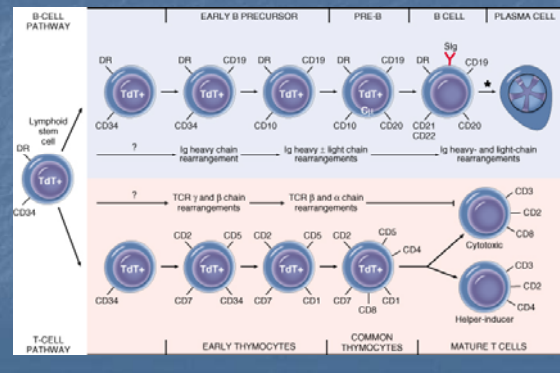 B-CELL
PATHWAY
EARLY B PRECURSOR
PRE-B
B CELL
PLASMA CELL
SIg
DR
DR
CD19
DR
CD19
DR
CD19
DR
CD19
TdT+
TdT+
TdT+
TdT+
Cμ
CD34
CD34
CD10
CD10
CD20
CD21
CD22
CD20
Lymphoid
stem
cell
DR
TdT+
CD34
?
Ig heavy chain
rearrangement
Ig heavy ± light chain
rearrangements
Ig heavy- and light-chain
rearrangements
?
TCR γ and β chain
rearrangements
TCR β and α chain
rearrangements
CD3
CD2
CD8
Cytotoxic
CD2
CD5
CD2
CD5
CD2
CD5
CD4
TdT+
TdT+
TdT+
TdT+
CD34
CD7
CD34
CD7
CD1
CD7
CD8
CD1
CD3
CD2
CD4
Helper-inducer
T-CELL
PATHWAY
EARLY THYMOCYTES
COMMON
THYMOCYTES
MATURE T CELLS